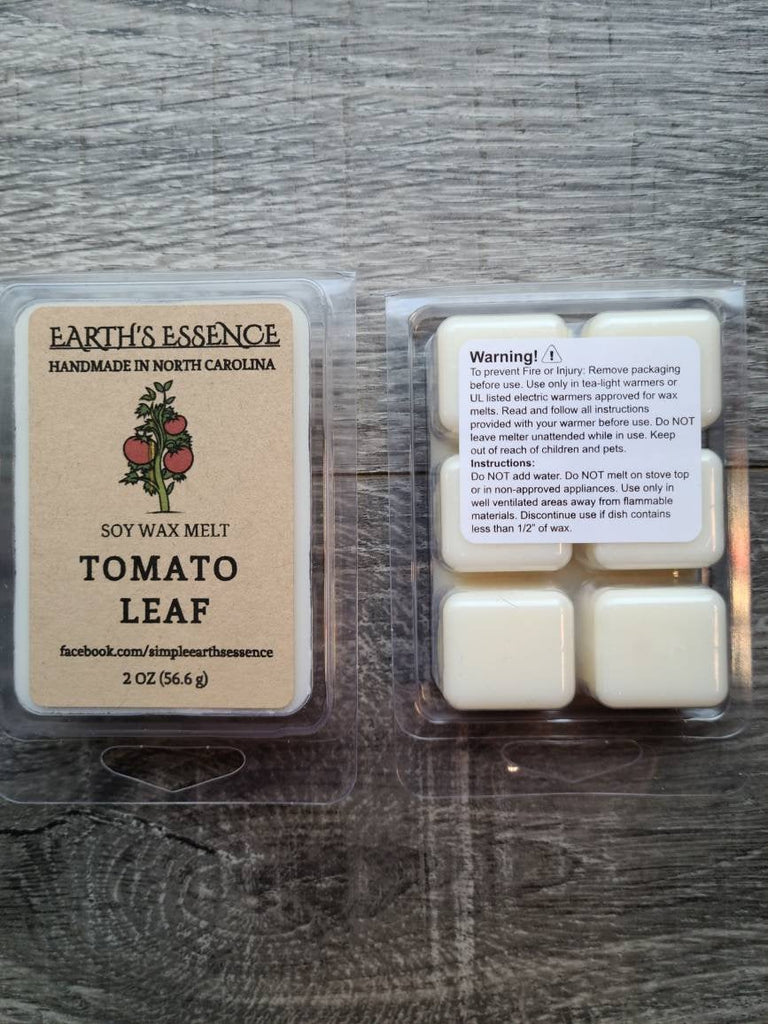 EARTH'S ESSENCE
HANDMADE IN NORTH CAROLINA
SOY WAX MELT
TOMATO
LEAF
facebook.com/simpleearthsessence
2 OZ (56.6 g)
Warning! ⚠
To prevent Fire or Injury: Remove packaging
before use. Use only in tea-light warmers or
UL listed electric warmers approved for wax
melts. Read and follow all instructions
provided with your warmer before use. Do NOT
leave melter unattended while in use. Keep
out of reach of children and pets.
Instructions:
Do NOT add water. Do NOT melt on stove top
or in non-approved appliances. Use only in
well ventilated areas away from flammable
materials. Discontinue use if dish contains
less than 1/2" of wax.